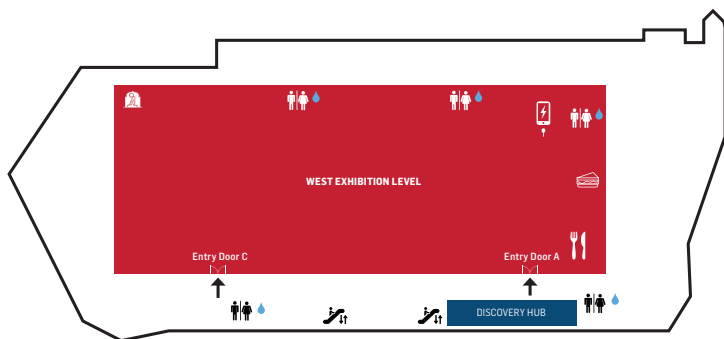 WEST EXHIBITION LEVEL
Entry Door C
Entry Door A
DISCOVERY HUB